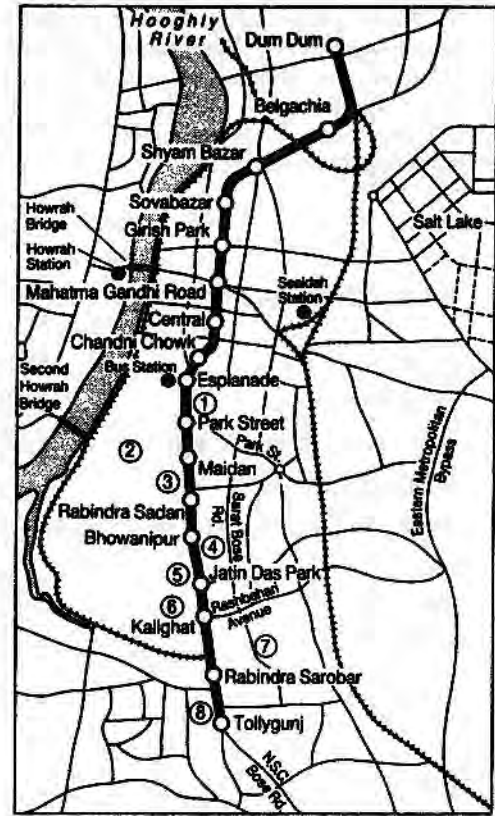 Hooghly
River
Dum Dum
Belgachia
Shyam Bazar
Sovabazar
Salt Lake
Howrah
Bridge
Girish Park
Howrah
Station
Sealdah
Station
Mahatma Gandhi Road
Central
Chandni Chowk
Second
Howrah
Bridge
Bus Station
Esplanade
1
Park Street
Park St.
2
Maidan
Eastern Metropolitan
Bypass
3
Rabindra Sadan
Sarat Bose
Rd.
Bhowanipur
4
5
Jatin Das Park
6
Rashbehari
Avenue
Kalighat
7
Rabindra Sarobar
8
Tollygunj
N.S.C.
Bose Rd.